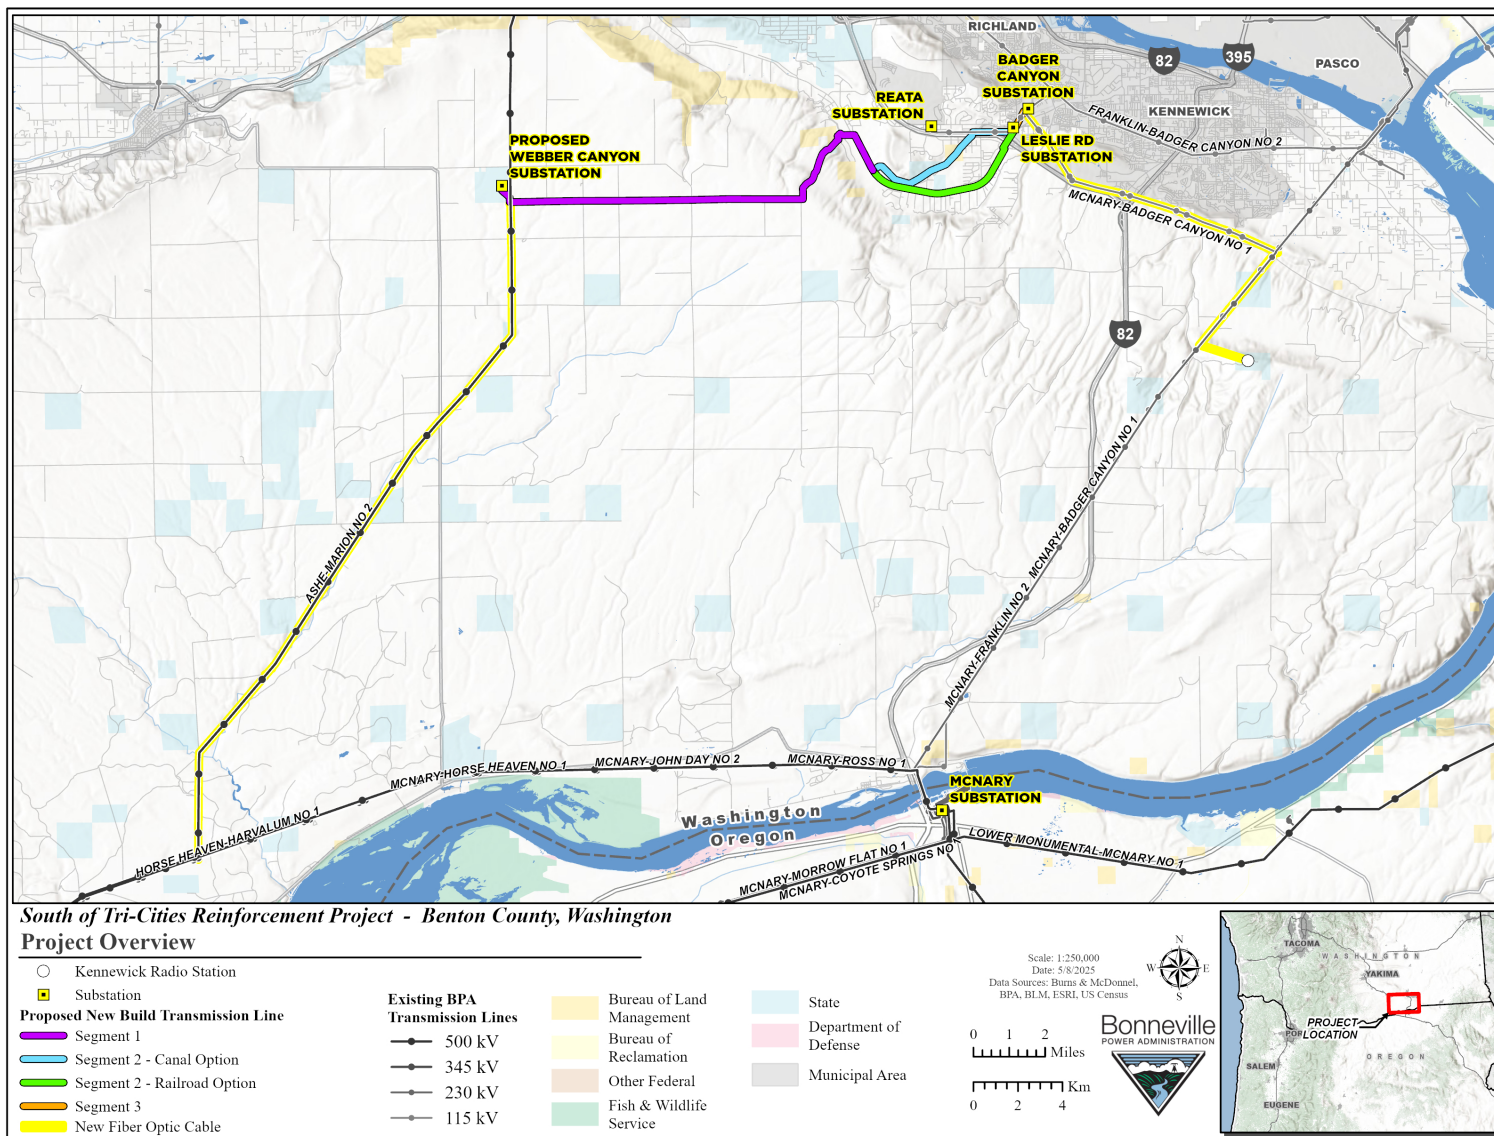 RICHLAND
82
395
PASCO
BADGER
CANYON
SUBSTATION
REATA
SUBSTATION
KENNEWICK
FRANKLIN-BADGER CANYON NO 2
LESLIE RD
SUBSTATION
PROPOSED
WEBBER CANYON
SUBSTATION
MCNARY-BADGER CANYON NO 1
82
MCNARY-BADGER CANYON NO 1
ASHE-MARION NO 2
MCNARY-FRANKLIN NO 2
MCNARY-HORSE HEAVEN NO 1
MCNARY-JOHN DAY NO 2
MCNARY-ROSS NO 1
MCNARY
SUBSTATION
Washington
Oregon
HORSE HEAVEN-HARVALUM NO 1
LOWER MONUMENTAL-MCNARY NO 1
MCNARY-MORROW FLAT NO 1
MCNARY-COYOTE SPRINGS NO
South of Tri-Cities Reinforcement Project - Benton County, Washington
Project Overview
Kennewick Radio Station
Substation
Proposed New Build Transmission Line
Segment 1
Segment 2 - Canal Option
Segment 2 - Railroad Option
Segment 3
New Fiber Optic Cable
Existing BPA
Transmission Lines
500 kV
345 kV
230 kV
115 kV
Bureau of Land
Management
Bureau of
Reclamation
Other Federal
Fish & Wildlife
Service
State
Department of
Defense
Municipal Area
Scale: 1:250,000
Date: 5/8/2025
Data Sources: Burns & McDonnel,
BPA, BLM, ESRI, US Census
N
W E
S
0 1 2
Miles
Km
0 2 4
Bonneville
POWER ADMINISTRATION
TACOMA
WASHINGTON
YAKIMA
PROJECT
LOCATION
POR
SALEM
OREGON
EUGENE